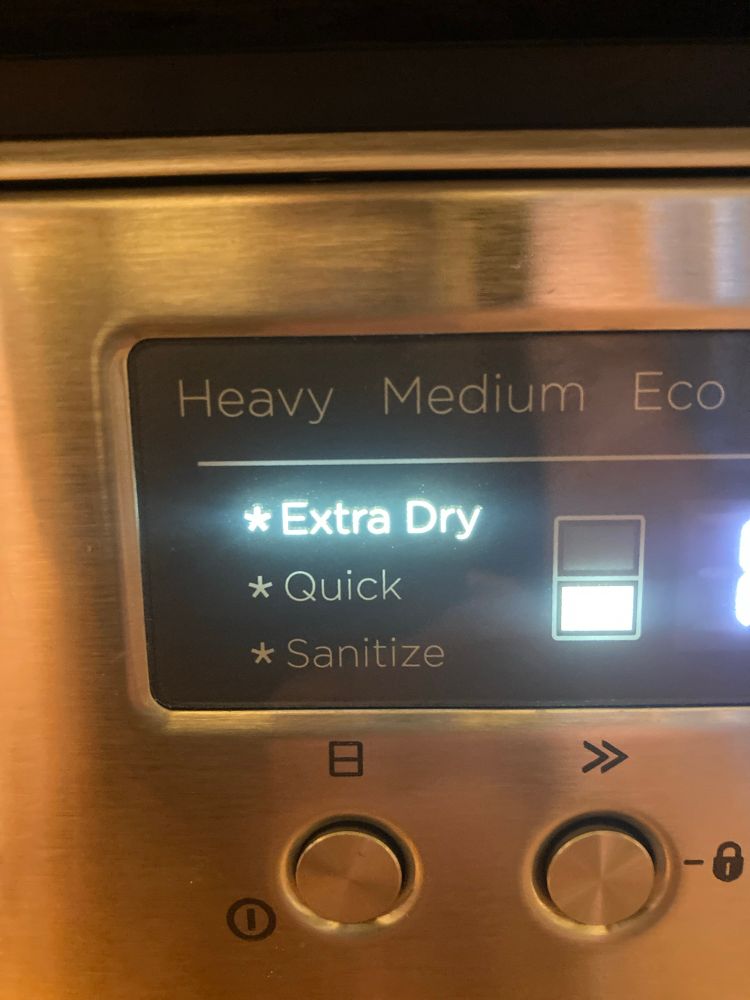 Heavy Medium Eco
* Extra Dry
* Quick
* Sanitize